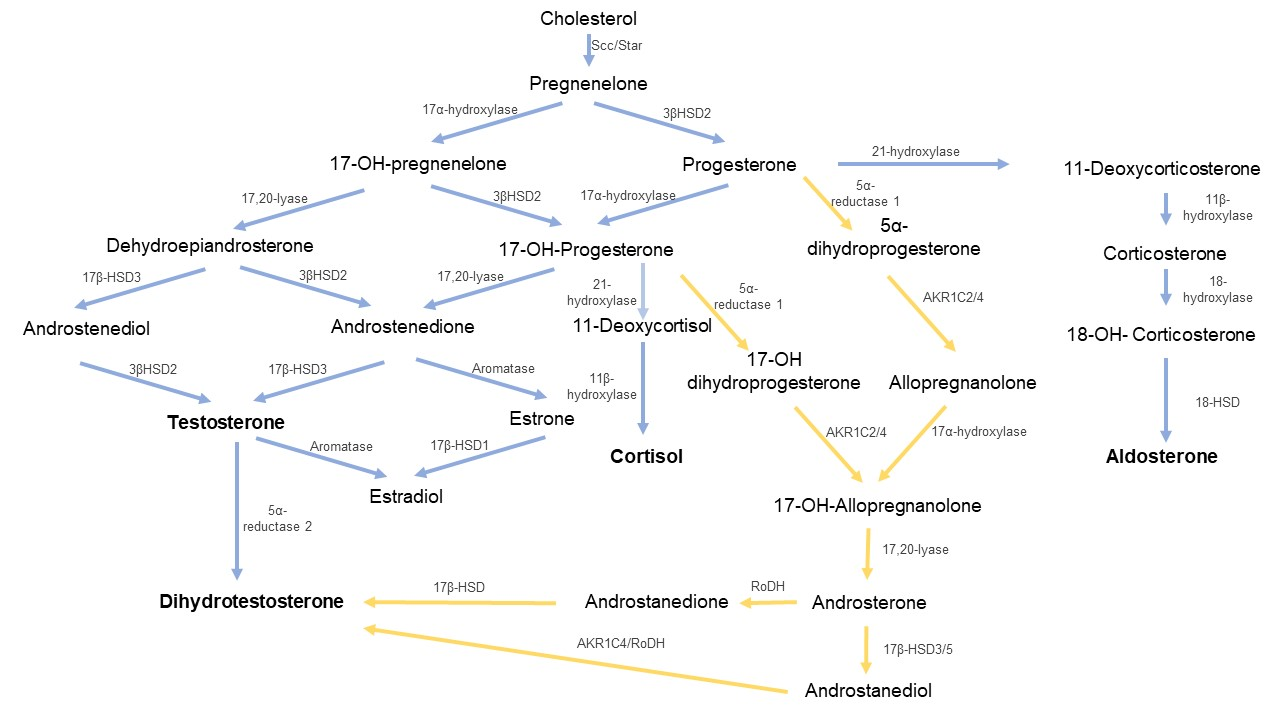 Cholesterol
Scc/Star
Pregnenelone
17α-hydroxylase
3βHSD2
17-OH-pregnenelone
Progesterone
21-hydroxylase
11-Deoxycorticosterone
17,20-lyase
3βHSD2
17α-hydroxylase
5α-
reductase 1
11β-
hydroxylase
Dehydroepiandrosterone
17-OH-Progesterone
5α-
dihydroprogesterone
Corticosterone
17β-HSD3
3βHSD2
17,20-lyase
21-
hydroxylase
5α-
reductase 1
AKR1C2/4
18-
hydroxylase
Androstenediol
Androstenedione
11-Deoxycortisol
18-OH- Corticosterone
3βHSD2
17β-HSD3
Aromatase
11β-
hydroxylase
17-OH
dihydroprogesterone
Allopregnanolone
18-HSD
Testosterone
Estrone
Aromatase
17β-HSD1
AKR1C2/4
17α-hydroxylase
Cortisol
Aldosterone
Estradiol
17-OH-Allopregnanolone
5α-
reductase 2
17,20-lyase
Dihydrotestosterone
17β-HSD
Androstanedione
RoDH
Androsterone
AKR1C4/RoDH
17β-HSD3/5
Androstanediol